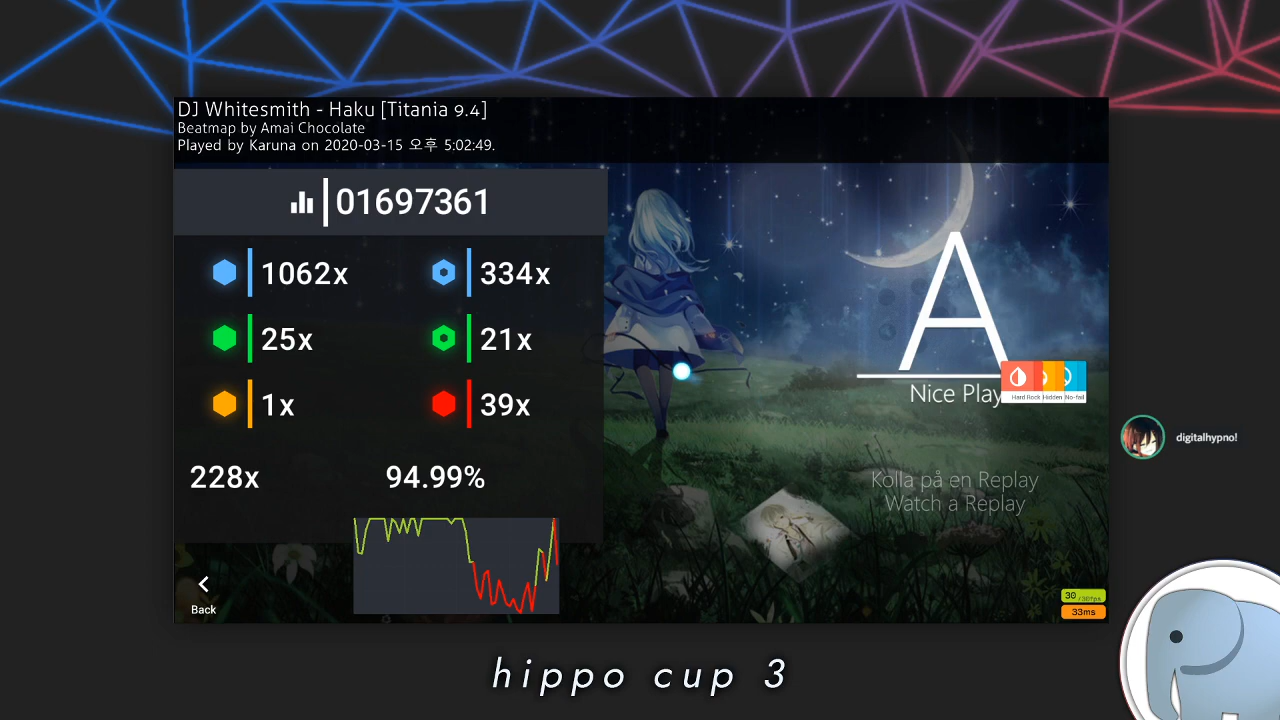 DJ Whitesmith - Haku [Titania 9.4]
Beatmap by Amai Chocolate
Played by Karuna on 2020-03-15 오후 5:02:49.
01697361
1062x 334x
25x 21x
1x 39x
228x 94.99%
Nice Play
Hard Rock Hidden No-fail
digitalhypno!
Kolla på en Replay
Watch a Replay
Back
30 /30fps
33ms
hippo cup 3